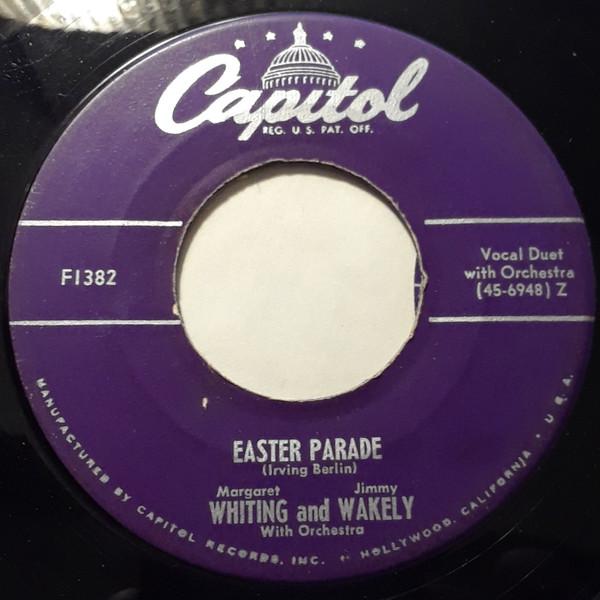 Capitol
REG. U.S. PAT. OFF.
F1382
Vocal Duet
with Orchestra
(45-6948) Z
EASTER PARADE
(Irving Berlin)
Margaret Jimmy
WHITING and WAKELY
With Orchestra
MANUFACTURED BY CAPITOL RECORDS, INC. • HOLLYWOOD, CALIFORNIA • U.S.A.